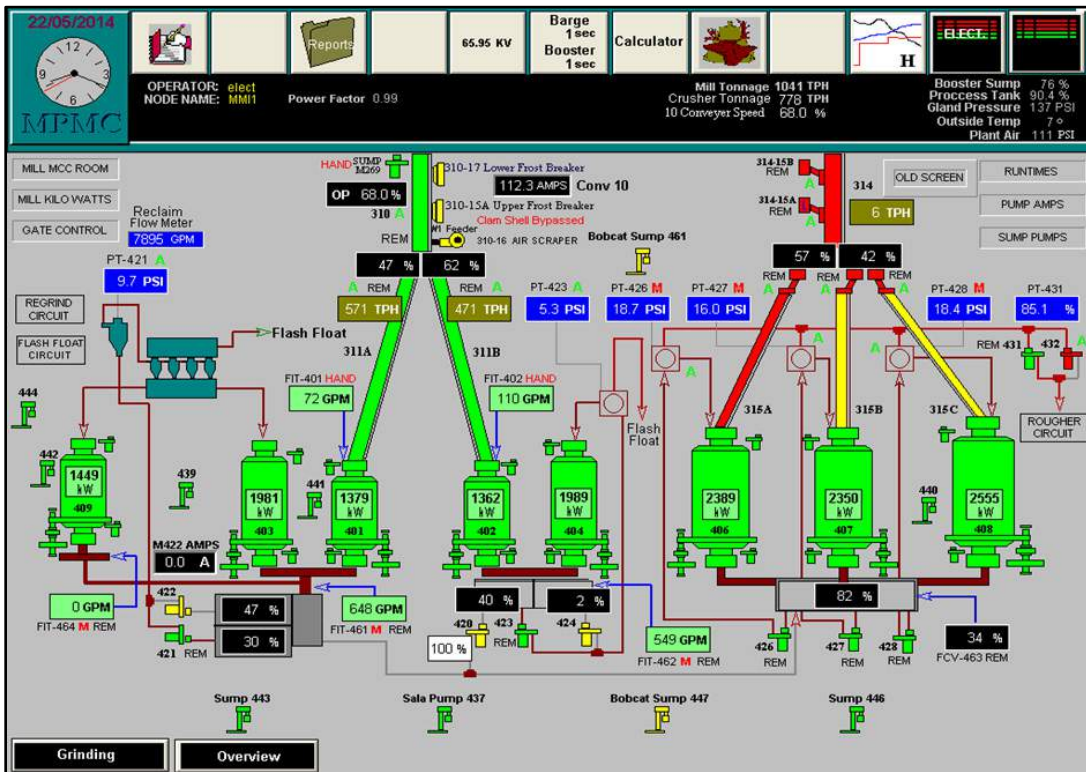 22/05/2014
12
3
6
9
MPMC
Reports
65.95 KV
Barge
1sec
Booster
1sec
Calculator
H
ELECT.
OPERATOR: elect
NODE NAME: MMI1
Power Factor 0.99
Mill Tonnage 1041 TPH
Crusher Tonnage 778 TPH
10 Conveyer Speed 68.0 %
Booster Sump 76 %
Proccess Tank 90.4 %
Gland Pressure 137 PSI
Outside Temp 7 °
Plant Air 111 PSI
MILL MCC ROOM
MILL KILO WATTS
GATE CONTROL
Reclaim
Flow Meter
7895 GPM
PT-421 A
9.7 PSI
REGRIND
CIRCUIT
FLASH FLOAT
CIRCUIT
Flash Float
HAND SUMP
M269
OP 68.0 %
310 A
REM
310-17 Lower Frost Breaker
112.3 AMPS Conv 10
310-15A Upper Frost Breaker
Clam Shell Bypassed
#1 Feeder
310-16 AIR SCRAPER
47 %
62 %
A REM
REM A
571 TPH
471 TPH
311A
311B
Bobcat Sump 461
314-15B
REM
A
314-15A
REM
A
314
6 TPH
OLD SCREEN
RUNTIMES
PUMP AMPS
SUMP PUMPS
57 %
42 %
REM
A
REM
A
REM
A
PT-423 A
5.3 PSI
PT-426 M
18.7 PSI
PT-427 M
16.0 PSI
PT-428 M
18.4 PSI
PT-431
85.1 %
REM 431
A
432
A
ROUGHER
CIRCUIT
A
A
A
315A
315B
315C
Flash
Float
FIT-401 HAND
72 GPM
FIT-402 HAND
110 GPM
444
442
439
441
440
1449
kW
409
1981
kW
403
1379
kW
401
1362
kW
402
1989
kW
404
2389
kW
406
2350
kW
407
2555
kW
408
M422 AMPS
0.0 A
422
421 REM
47 %
30 %
0 GPM
FIT-464 M REM
648 GPM
FIT-461 M REM
40 %
2 %
420
423
REM
424
100 %
549 GPM
FIT-462 M REM
82 %
426
REM
427
REM
428
REM
34 %
FCV-463 REM
Sump 443
Sala Pump 437
Bobcat Sump 447
Sump 446
Grinding
Overview